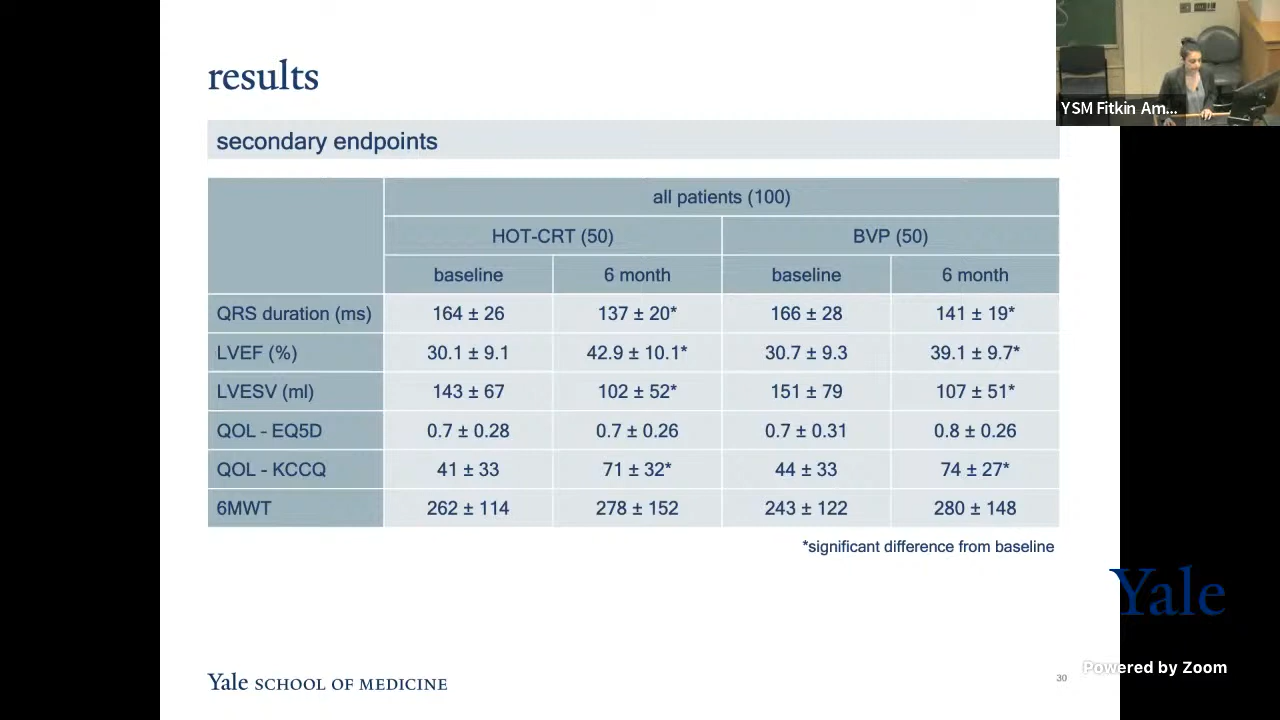 YSM Fitkin Am...
results
secondary endpoints
all patients (100)
HOT-CRT (50) BVP (50)
baseline 6 month baseline 6 month
QRS duration (ms) 164 ± 26 137 ± 20* 166 ± 28 141 ± 19*
LVEF (%) 30.1 ± 9.1 42.9 ± 10.1* 30.7 ± 9.3 39.1 ± 9.7*
LVESV (ml) 143 ± 67 102 ± 52* 151 ± 79 107 ± 51*
QOL - EQ5D 0.7 ± 0.28 0.7 ± 0.26 0.7 ± 0.31 0.8 ± 0.26
QOL - KCCQ 41 ± 33 71 ± 32* 44 ± 33 74 ± 27*
6MWT 262 ± 114 278 ± 152 243 ± 122 280 ± 148
*significant difference from baseline
Yale
Powered by Zoom
Yale SCHOOL OF MEDICINE
30